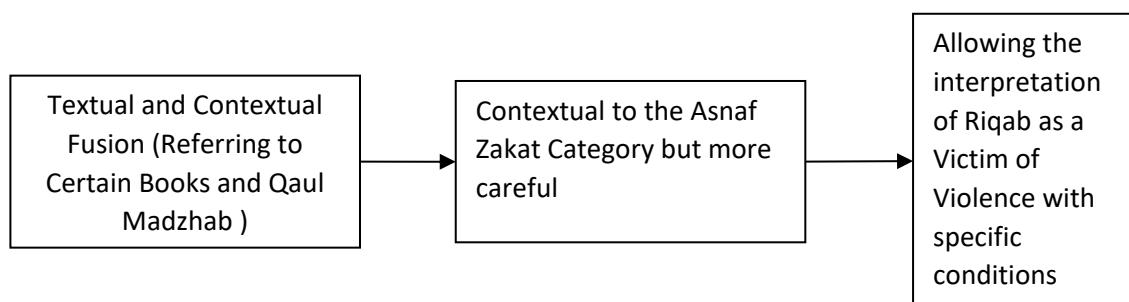 Textual and Contextual
Fusion (Referring to
Certain Books and Qaul
Madzhab )
Contextual to the Asnaf
Zakat Category but more
careful
Allowing the
interpretation
of Riqab as a
Victim of
Violence with
specific
conditions